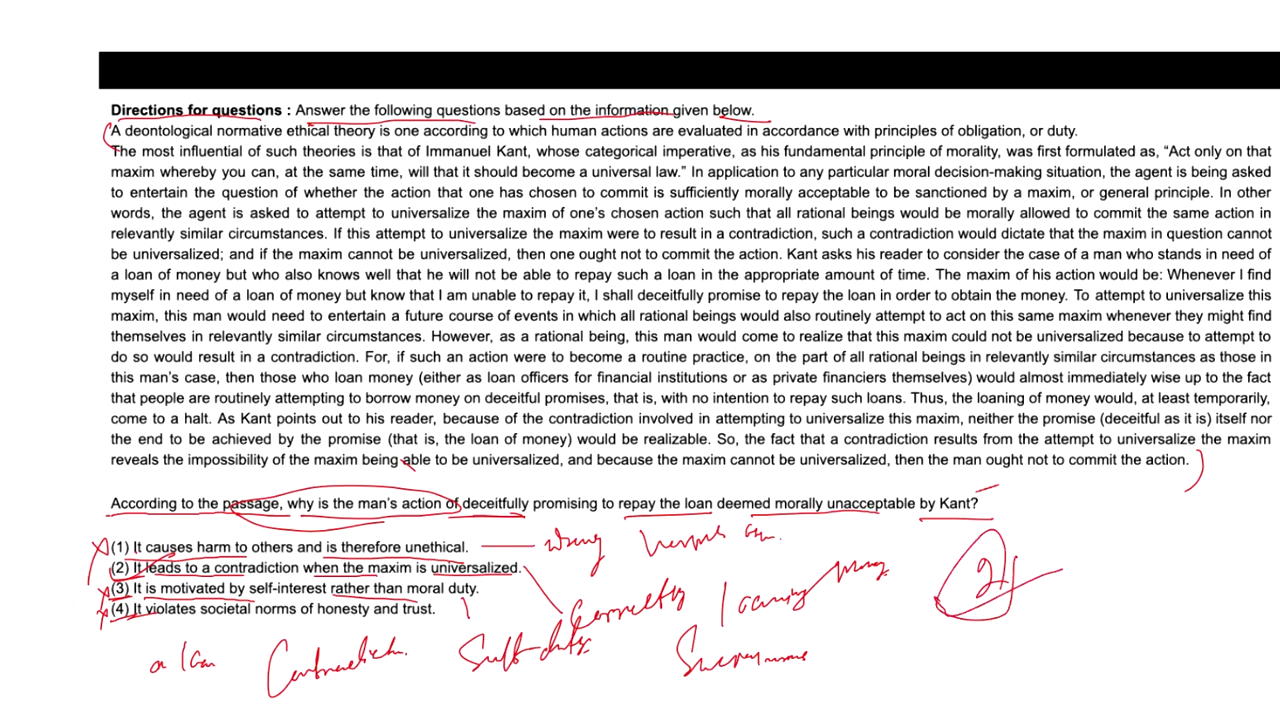 Directions for questions : Answer the following questions based on the information given below.
A deontological normative ethical theory is one according to which human actions are evaluated in accordance with principles of obligation, or duty.
The most influential of such theories is that of Immanuel Kant, whose categorical imperative, as his fundamental principle of morality, was first formulated as, “Act only on that
maxim whereby you can, at the same time, will that it should become a universal law.” In application to any particular moral decision-making situation, the agent is being asked
to entertain the question of whether the action that one has chosen to commit is sufficiently morally acceptable to be sanctioned by a maxim, or general principle. In other
words, the agent is asked to attempt to universalize the maxim of one’s chosen action such that all rational beings would be morally allowed to commit the same action in
relevantly similar circumstances. If this attempt to universalize the maxim were to result in a contradiction, such a contradiction would dictate that the maxim in question cannot
be universalized; and if the maxim cannot be universalized, then one ought not to commit the action. Kant asks his reader to consider the case of a man who stands in need of
a loan of money but who also knows well that he will not be able to repay such a loan in the appropriate amount of time. The maxim of his action would be: Whenever I find
myself in need of a loan of money but know that I am unable to repay it, I shall deceitfully promise to repay the loan in order to obtain the money. To attempt to universalize this
maxim, this man would need to entertain a future course of events in which all rational beings would also routinely attempt to act on this same maxim whenever they might find
themselves in relevantly similar circumstances. However, as a rational being, this man would come to realize that this maxim could not be universalized because to attempt to
do so would result in a contradiction. For, if such an action were to become a routine practice, on the part of all rational beings in relevantly similar circumstances as those in
this man’s case, then those who loan money (either as loan officers for financial institutions or as private financiers themselves) would almost immediately wise up to the fact
that people are routinely attempting to borrow money on deceitful promises, that is, with no intention to repay such loans. Thus, the loaning of money would, at least temporarily,
come to a halt. As Kant points out to his reader, because of the contradiction involved in attempting to universalize this maxim, neither the promise (deceitful as it is) itself nor
the end to be achieved by the promise (that is, the loan of money) would be realizable. So, the fact that a contradiction results from the attempt to universalize the maxim
reveals the impossibility of the maxim being able to be universalized, and because the maxim cannot be universalized, then the man ought not to commit the action.
According to the passage, why is the man’s action of deceitfully promising to repay the loan deemed morally unacceptable by Kant?
(1) It causes harm to others and is therefore unethical.
(2) It leads to a contradiction when the maxim is universalized.
(3) It is motivated by self-interest rather than moral duty.
(4) It violates societal norms of honesty and trust.
2